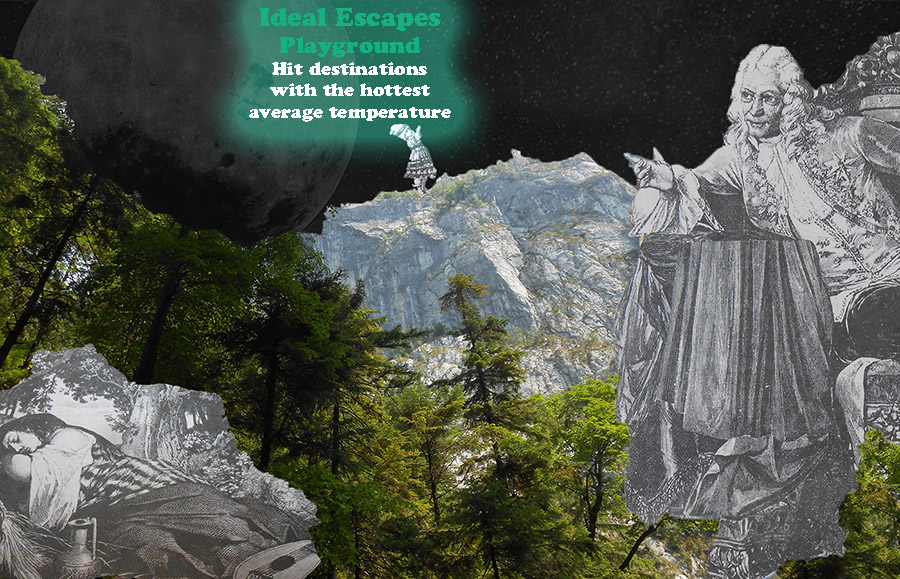 Ideal Escapes
Playground
Hit destinations
with the hottest
average temperature